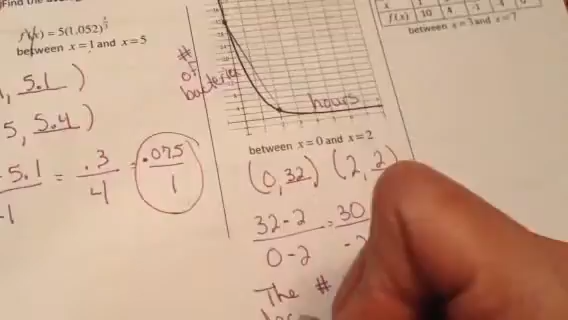 Find the
f(x) = 5(1.052)^{x/3}
between x = 1 and x = 5
, 5.1 )
5, 5.4 )
- 5.1 = .3 = .075
-1 4 1
#
of
bacteria
hours
between x = 0 and x = 2
(0, 32) (2, 2)
32-2 = 30
0-2 -2
The #
x
f(x) 10 4
between x = 3 and x = 7